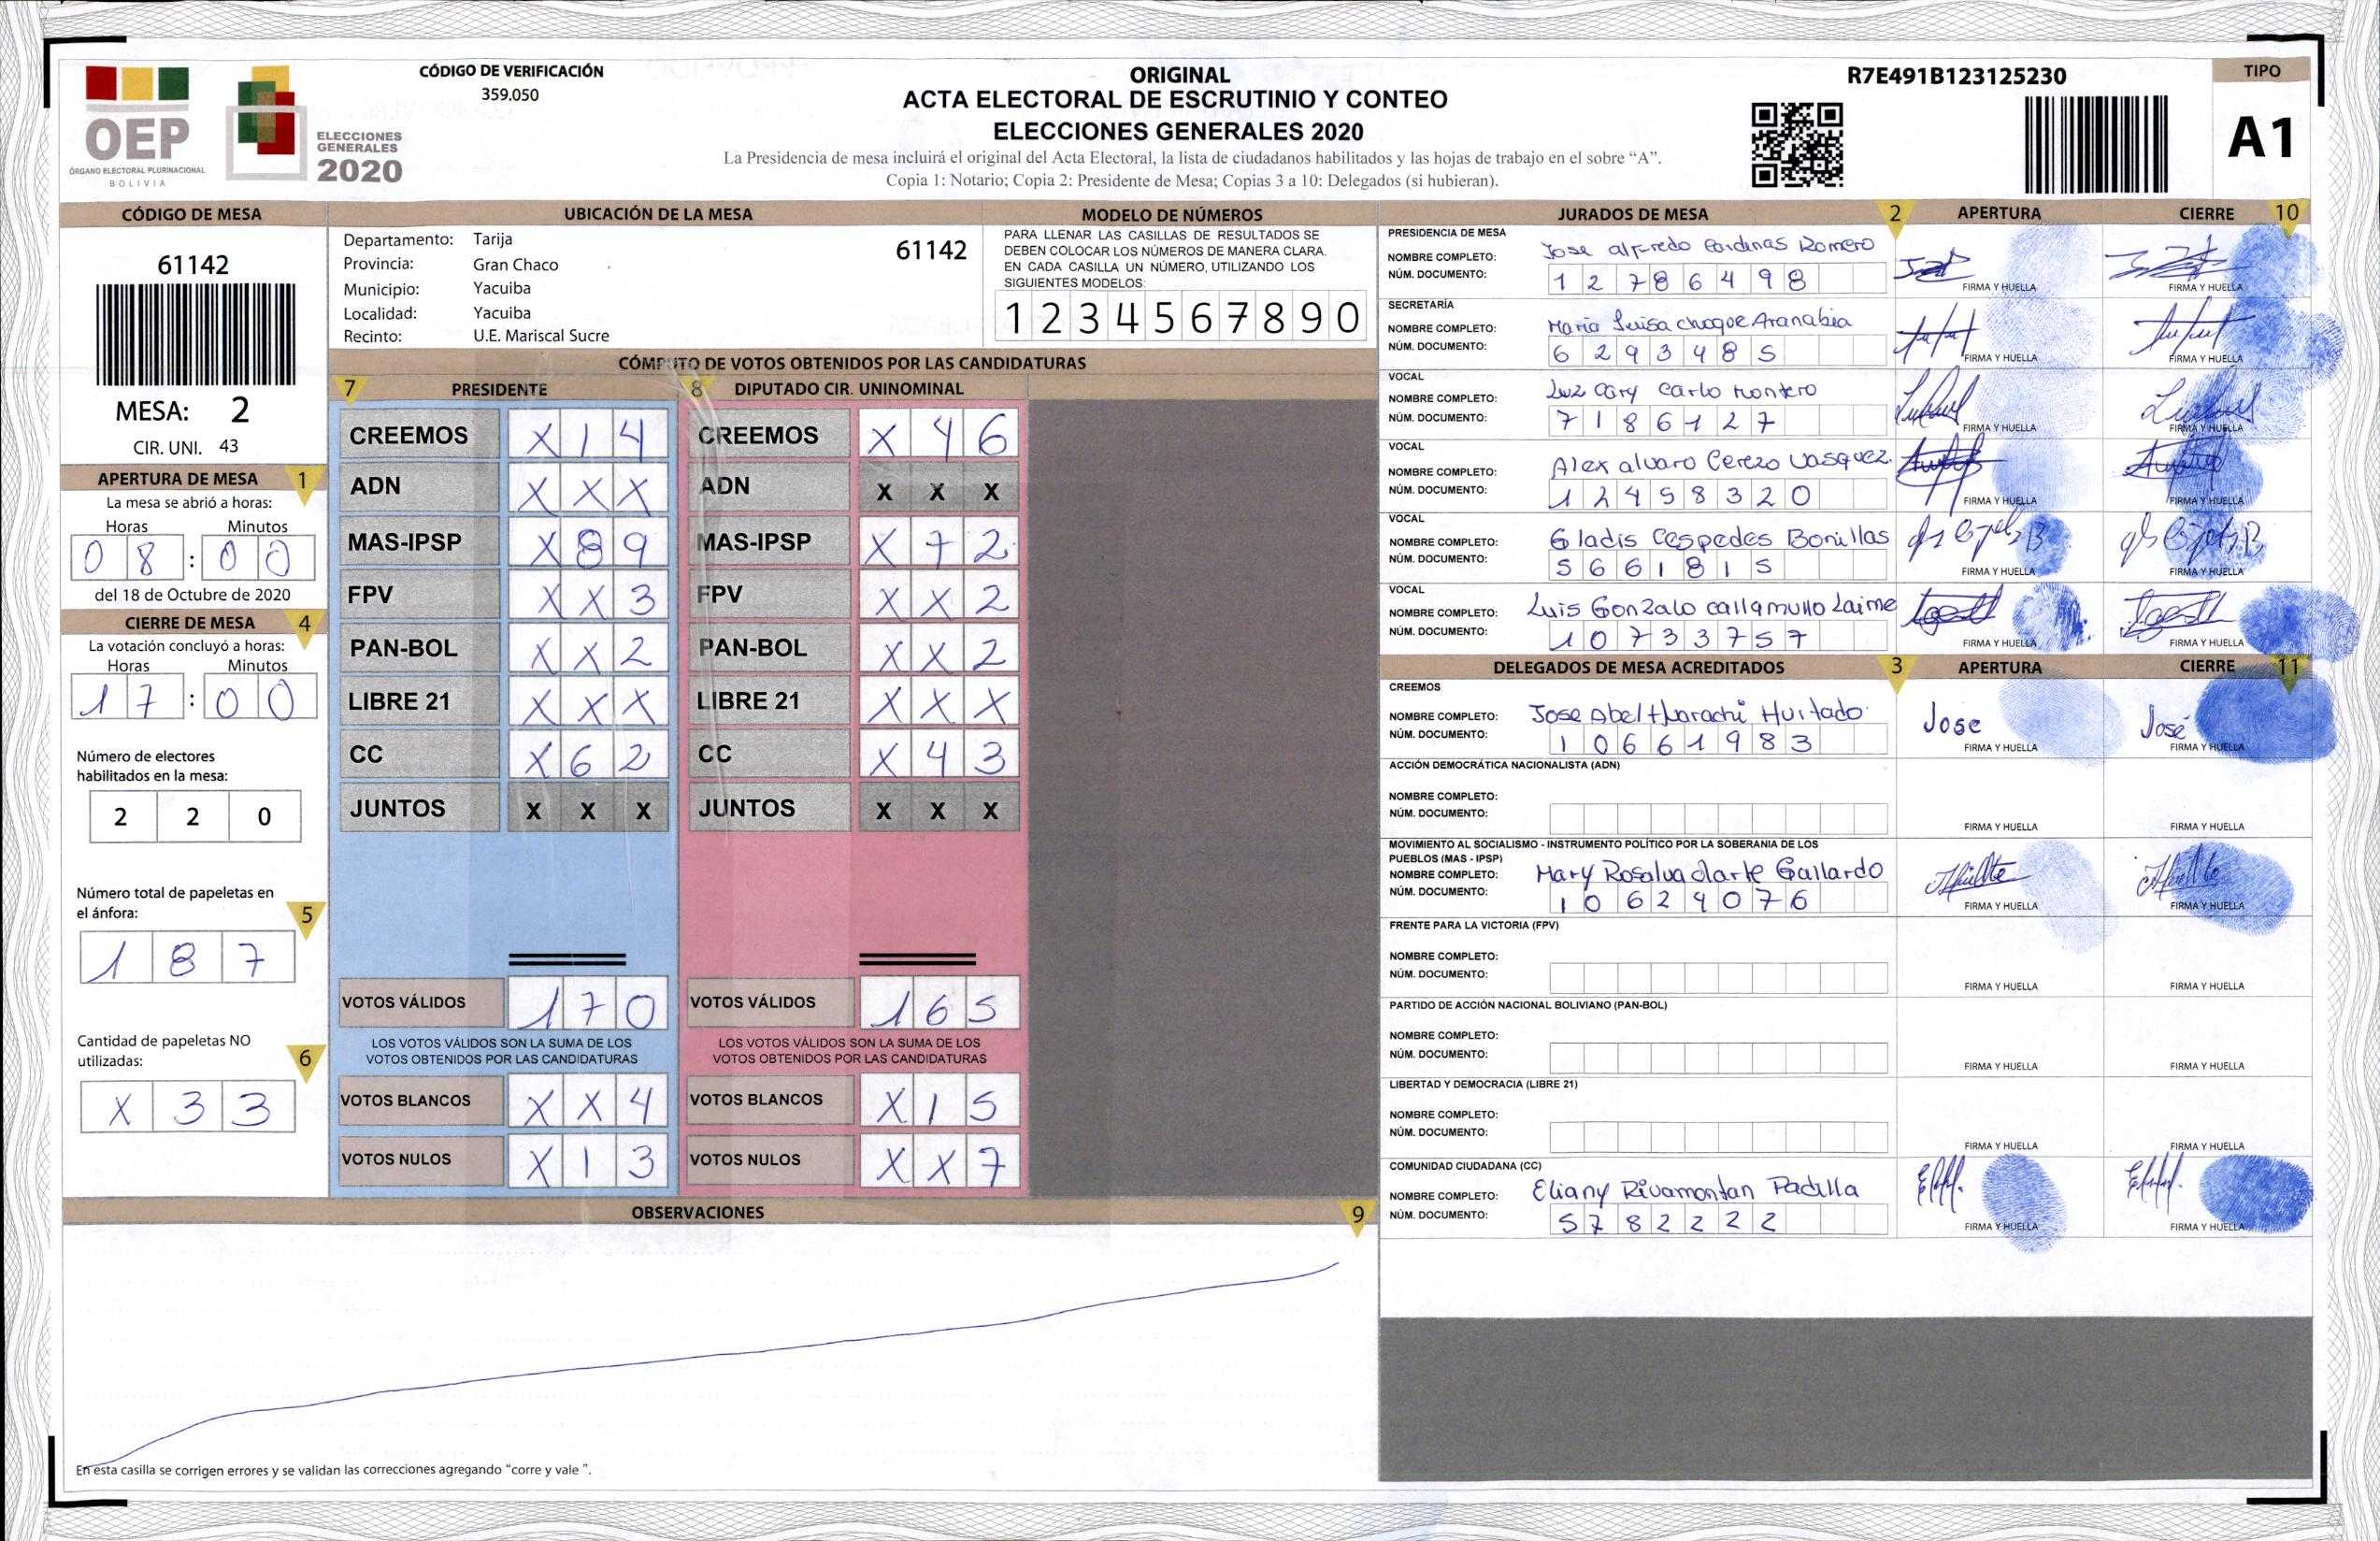 OEP
ÓRGANO ELECTORAL PLURINACIONAL
BOLIVIA
ELECCIONES
GENERALES
2020
CÓDIGO DE VERIFICACIÓN
359.050
ORIGINAL
ACTA ELECTORAL DE ESCRUTINIO Y CONTEO
ELECCIONES GENERALES 2020
La Presidencia de mesa incluirá el original del Acta Electoral, la lista de ciudadanos habilitados y las hojas de trabajo en el sobre “A”.
Copia 1: Notario; Copia 2: Presidente de Mesa; Copias 3 a 10: Delegados (si hubieran).
R7E491B123125230
TIPO
A1
CÓDIGO DE MESA
61142
MESA: 2
CIR. UNI. 43
APERTURA DE MESA 1
La mesa se abrió a horas:
Horas Minutos
0 8 : 0 0
del 18 de Octubre de 2020
CIERRE DE MESA 4
La votación concluyó a horas:
Horas Minutos
1 7 : 0 0
Número de electores
habilitados en la mesa:
2 2 0
Número total de papeletas en
el ánfora: 5
1 8 7
Cantidad de papeletas NO
utilizadas: 6
X 3 3
UBICACIÓN DE LA MESA
Departamento: Tarija 61142
Provincia: Gran Chaco
Municipio: Yacuiba
Localidad: Yacuiba
Recinto: U.E. Mariscal Sucre
MODELO DE NÚMEROS
PARA LLENAR LAS CASILLAS DE RESULTADOS SE
DEBEN COLOCAR LOS NÚMEROS DE MANERA CLARA.
EN CADA CASILLA UN NÚMERO, UTILIZANDO LOS
SIGUIENTES MODELOS:
1 2 3 4 5 6 7 8 9 0
CÓMPUTO DE VOTOS OBTENIDOS POR LAS CANDIDATURAS
7 PRESIDENTE 8 DIPUTADO CIR. UNINOMINAL
CREEMOS X 1 4 CREEMOS X 4 6
ADN X X X ADN X X X
MAS-IPSP X 8 9 MAS-IPSP X 7 2
FPV X X 3 FPV X X 2
PAN-BOL X X 2 PAN-BOL X X 2
LIBRE 21 X X X LIBRE 21 X X X
CC X 6 2 CC X 4 3
JUNTOS X X X JUNTOS X X X
VOTOS VÁLIDOS 1 7 0 VOTOS VÁLIDOS 1 6 5
LOS VOTOS VÁLIDOS SON LA SUMA DE LOS LOS VOTOS VÁLIDOS SON LA SUMA DE LOS
VOTOS OBTENIDOS POR LAS CANDIDATURAS VOTOS OBTENIDOS POR LAS CANDIDATURAS
VOTOS BLANCOS X X 4 VOTOS BLANCOS X 1 5
VOTOS NULOS X 1 3 VOTOS NULOS X X 7
OBSERVACIONES 9
En esta casilla se corrigen errores y se validan las correcciones agregando “corre y vale ”.
JURADOS DE MESA 2 APERTURA CIERRE 10
PRESIDENCIA DE MESA
NOMBRE COMPLETO: Jose alfredo Cardenas Romero
NÚM. DOCUMENTO: 1 2 7 8 6 4 9 8
FIRMA Y HUELLA FIRMA Y HUELLA
SECRETARÍA
NOMBRE COMPLETO: Maria Luisa choque Aranabia
NÚM. DOCUMENTO: 6 2 9 3 4 8 5
FIRMA Y HUELLA FIRMA Y HUELLA
VOCAL
NOMBRE COMPLETO: Luz Cary Carlo Montero
NÚM. DOCUMENTO: 7 1 8 6 1 2 7
FIRMA Y HUELLA FIRMA Y HUELLA
VOCAL
NOMBRE COMPLETO: Alex alvaro Cerezo Vasquez.
NÚM. DOCUMENTO: 1 2 4 5 8 3 2 0
FIRMA Y HUELLA FIRMA Y HUELLA
VOCAL
NOMBRE COMPLETO: Gladis Cespedes Bonillas
NÚM. DOCUMENTO: 5 6 6 1 8 1 5
FIRMA Y HUELLA FIRMA Y HUELLA
VOCAL
NOMBRE COMPLETO: Luis Gonzalo callamullo Laime
NÚM. DOCUMENTO: 1 0 7 3 3 7 5 7
FIRMA Y HUELLA FIRMA Y HUELLA
DELEGADOS DE MESA ACREDITADOS 3 APERTURA CIERRE 11
CREEMOS
NOMBRE COMPLETO: Jose Abel Hurtado Jose José
NÚM. DOCUMENTO: 1 0 6 6 1 9 8 3
FIRMA Y HUELLA FIRMA Y HUELLA
ACCIÓN DEMOCRÁTICA NACIONALISTA (ADN)
NOMBRE COMPLETO:
NÚM. DOCUMENTO:
FIRMA Y HUELLA FIRMA Y HUELLA
MOVIMIENTO AL SOCIALISMO - INSTRUMENTO POLÍTICO POR LA SOBERANIA DE LOS
PUEBLOS (MAS - IPSP)
NOMBRE COMPLETO: Mary Rosalva Gallardo
NÚM. DOCUMENTO: 1 0 6 2 4 0 7 6
FIRMA Y HUELLA FIRMA Y HUELLA
FRENTE PARA LA VICTORIA (FPV)
NOMBRE COMPLETO:
NÚM. DOCUMENTO:
FIRMA Y HUELLA FIRMA Y HUELLA
PARTIDO DE ACCIÓN NACIONAL BOLIVIANO (PAN-BOL)
NOMBRE COMPLETO:
NÚM. DOCUMENTO:
FIRMA Y HUELLA FIRMA Y HUELLA
LIBERTAD Y DEMOCRACIA (LIBRE 21)
NOMBRE COMPLETO:
NÚM. DOCUMENTO:
FIRMA Y HUELLA FIRMA Y HUELLA
COMUNIDAD CIUDADANA (CC)
NOMBRE COMPLETO: Eliany Rivamontan Padilla
NÚM. DOCUMENTO: 5 7 8 2 2 2 2
FIRMA Y HUELLA FIRMA Y HUELLA